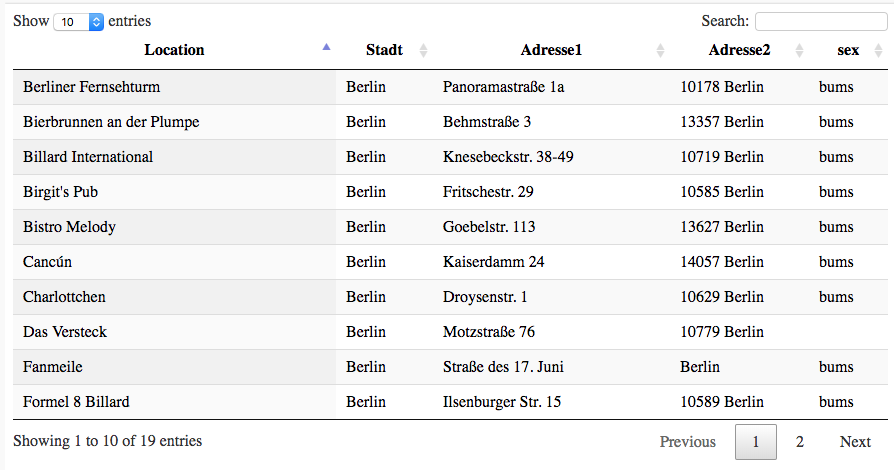 Show 10 entries Search:
Location Stadt Adresse1 Adresse2 sex
Berliner Fernsehturm Berlin Panoramastraße 1a 10178 Berlin bums
Bierbrunnen an der Plumpe Berlin Behmstraße 3 13357 Berlin bums
Billard International Berlin Knesebeckstr. 38-49 10719 Berlin bums
Birgit's Pub Berlin Fritschestr. 29 10585 Berlin bums
Bistro Melody Berlin Goebelstr. 113 13627 Berlin bums
Cancún Berlin Kaiserdamm 24 14057 Berlin bums
Charlottchen Berlin Droysenstr. 1 10629 Berlin bums
Das Versteck Berlin Motzstraße 76 10779 Berlin
Fanmeile Berlin Straße des 17. Juni Berlin bums
Formel 8 Billard Berlin Ilsenburger Str. 15 10589 Berlin bums
Showing 1 to 10 of 19 entries Previous 1 2 Next